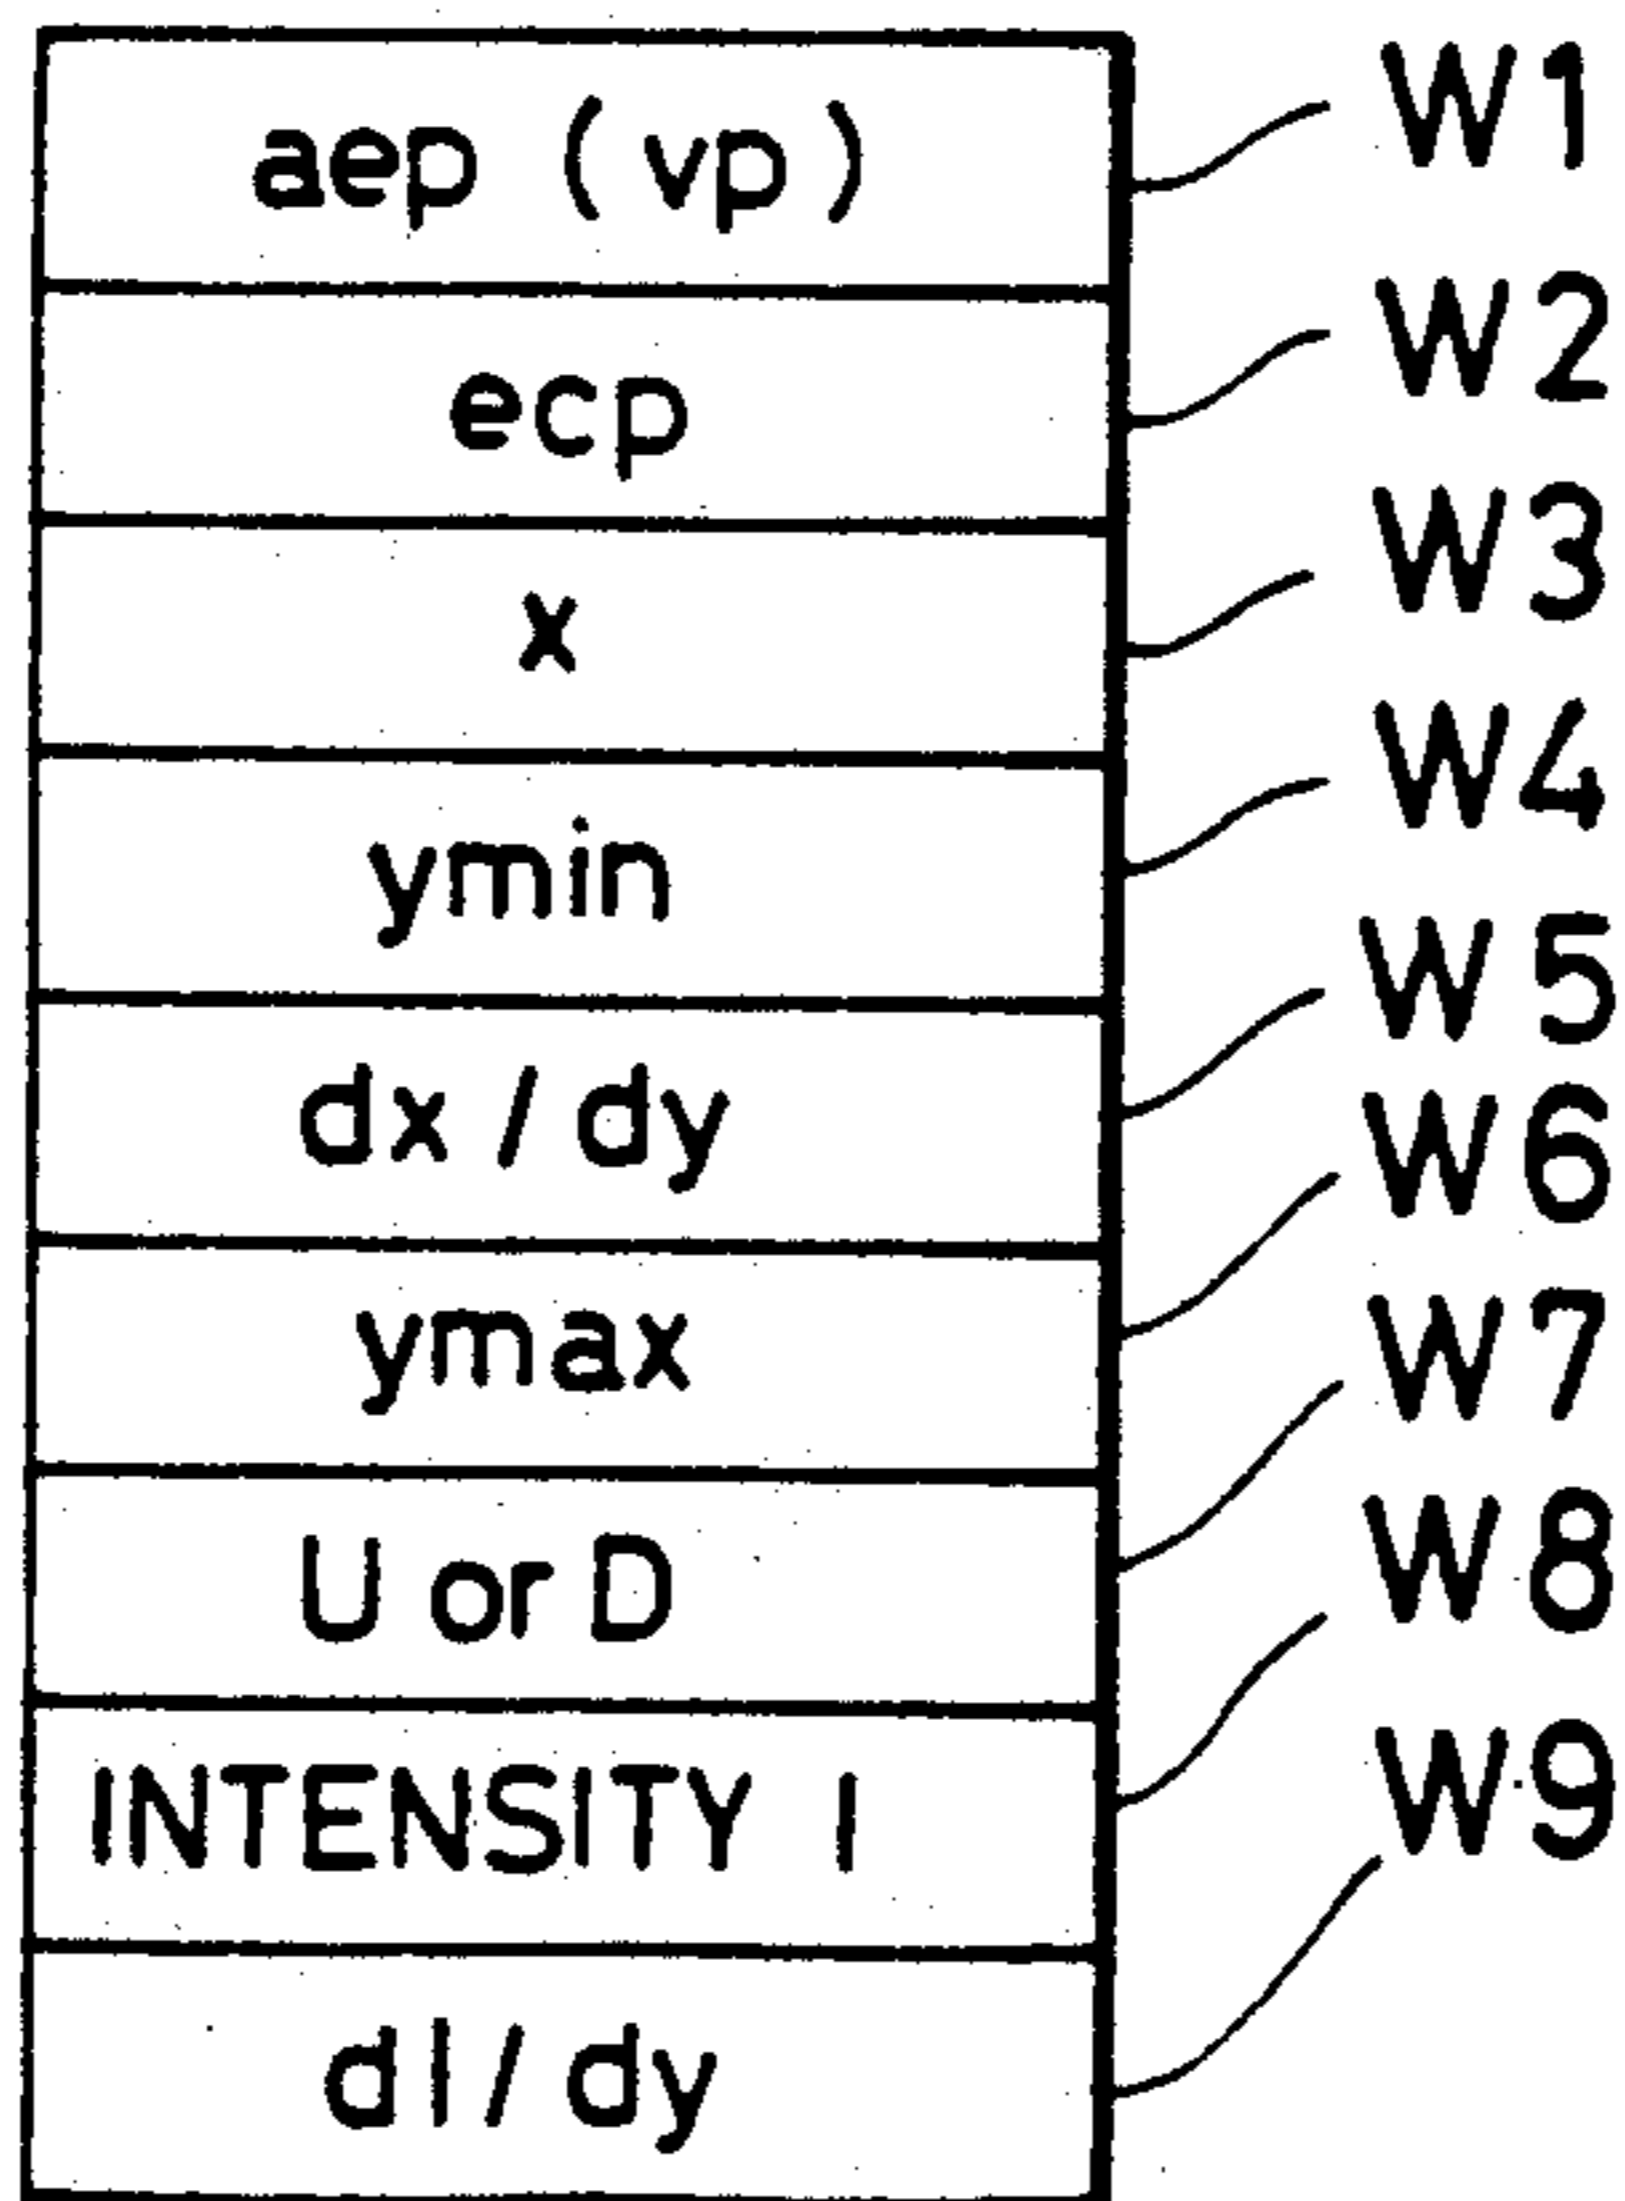 aep (vp) W1
ecp W2
x W3
ymin W4
dx/dy W5
ymax W6
U or D W7
INTENSITY I W8
dI/dy W9